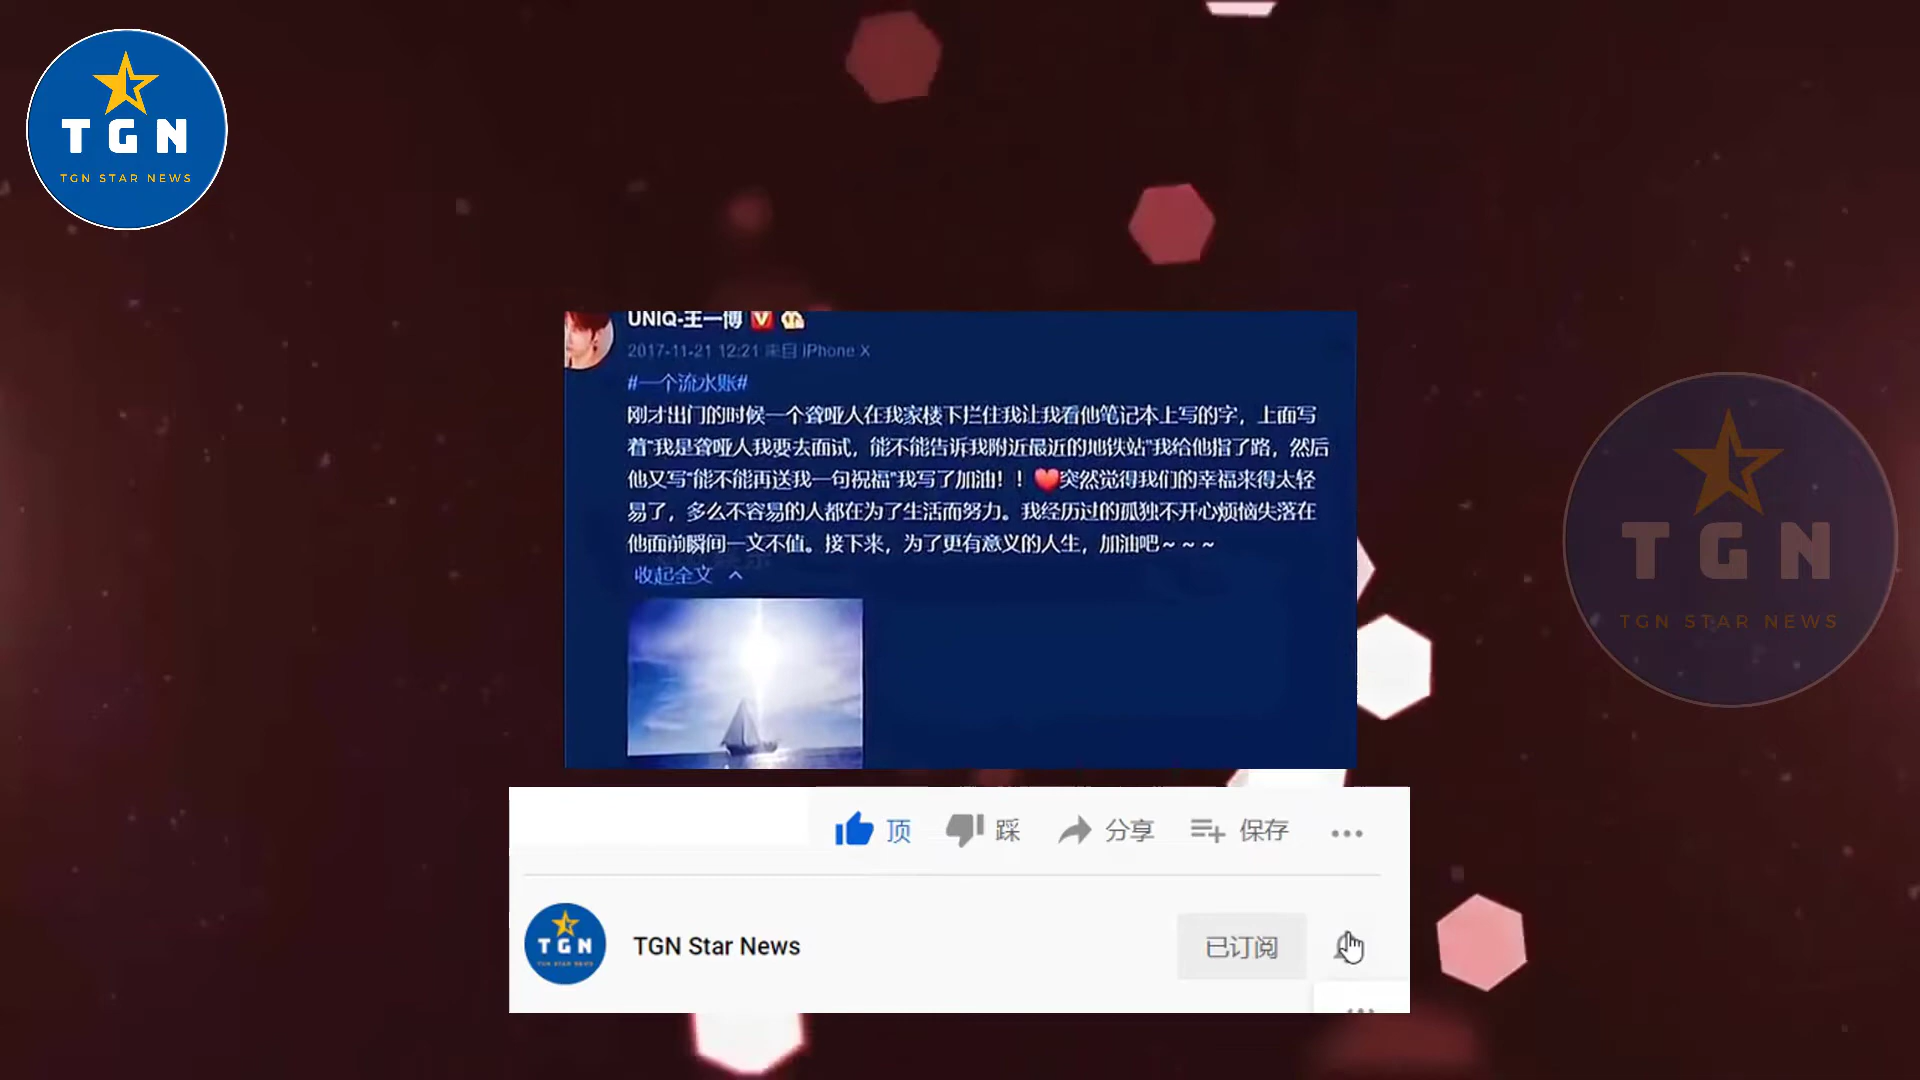 TGN
TGN STAR NEWS
UNIQ-王一博
2017-11-21 12:21 来自 iPhone X
#一个流水账#
刚才出门的时候一个聋哑人在我家楼下拦住我让我看他笔记本上写的字，上面写
着“我是聋哑人我要去面试，能不能告诉我附近最近的地铁站”我给他指了路，然后
他又写“能不能再送我一句祝福”我写了加油！！❤突然觉得我们的幸福来得太轻
易了，多么不容易的人都在为了生活而努力。我经历过的孤独不开心烦恼失落在
他面前瞬间一文不值。接下来，为了更有意义的人生，加油吧～～～
收起全文
TGN
TGN STAR NEWS
顶 踩 分享 保存
TGN
TGN STAR NEWS
TGN Star News
已订阅